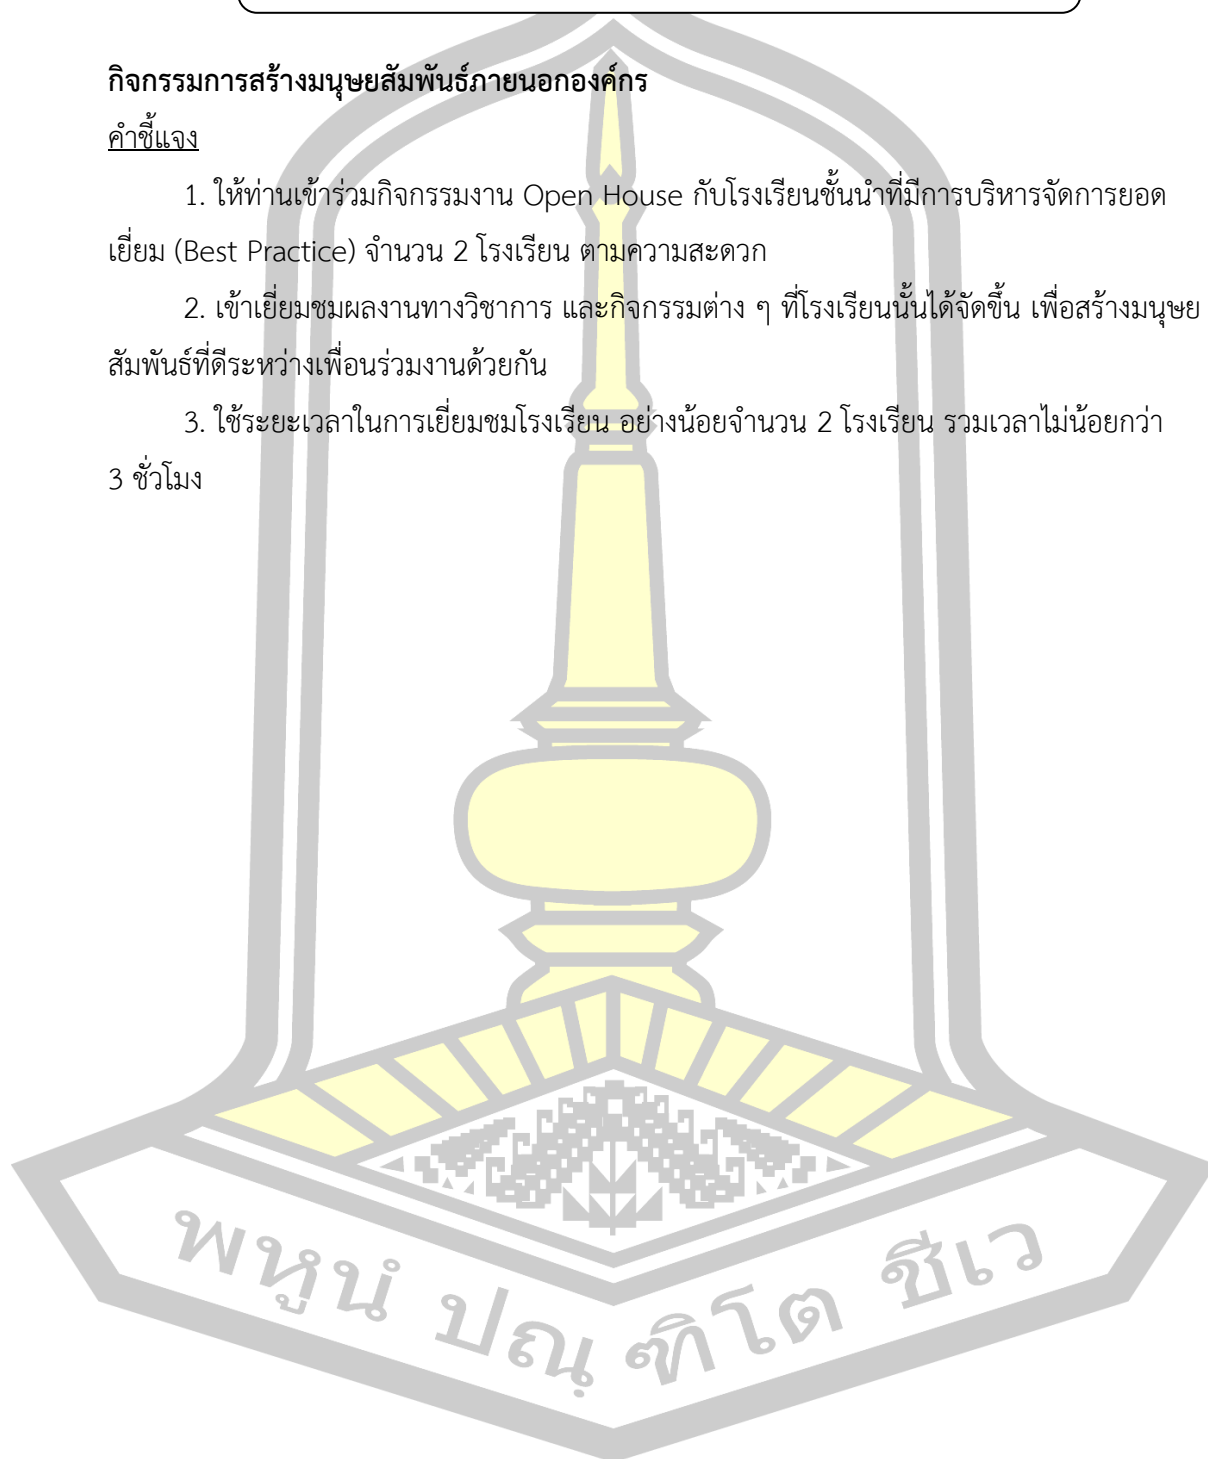 กิจกรรมการสร้างมนุษยสัมพันธ์ภายนอกองค์กร
คำชี้แจง
1. ให้ท่านเข้าร่วมกิจกรรมงาน Open House กับโรงเรียนชั้นนำที่มีการบริหารจัดการยอด
เยี่ยม (Best Practice) จำนวน 2 โรงเรียน ตามความสะดวก
2. เข้าเยี่ยมชมผลงานทางวิชาการ และกิจกรรมต่าง ๆ ที่โรงเรียนนั้นได้จัดขึ้น เพื่อสร้างมนุษย
สัมพันธ์ที่ดีระหว่างเพื่อนร่วมงานด้วยกัน
3. ใช้ระยะเวลาในการเยี่ยมชมโรงเรียน อย่างน้อยจำนวน 2 โรงเรียน รวมเวลาไม่น้อยกว่า
3 ชั่วโมง
พหูนํ ปณฺฑิโต ชีเว